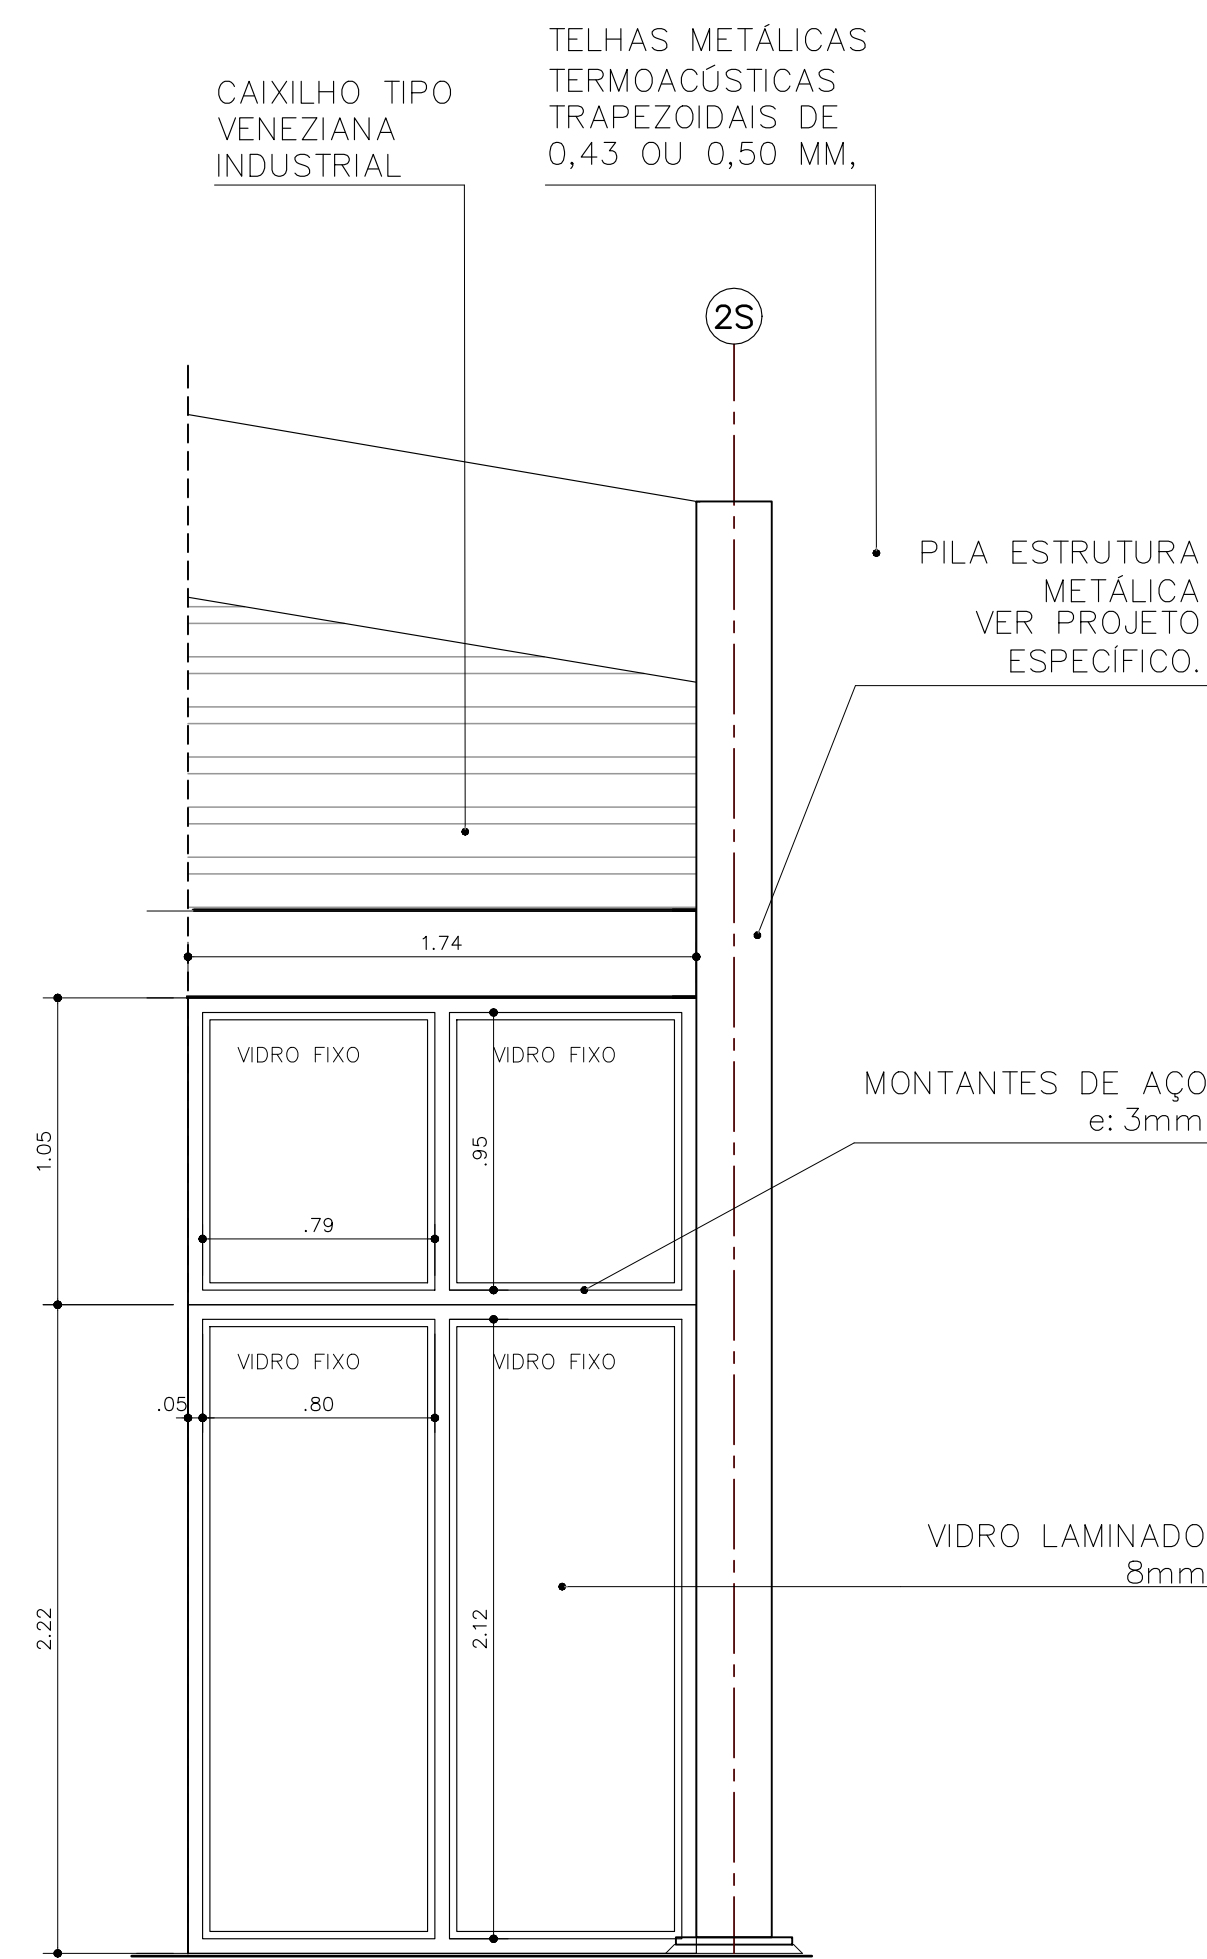 TELHAS METÁLICAS
TERMOACÚSTICAS
TRAPEZOIDAIS DE
0,43 OU 0,50 MM,
CAIXILHO TIPO
VENEZIANA
INDUSTRIAL
2S
PILA ESTRUTURA
METÁLICA
VER PROJETO
ESPECÍFICO.
1.74
VIDRO FIXO
VIDRO FIXO
MONTANTES DE AÇO
e: 3mm
1.05
.95
.79
VIDRO FIXO
VIDRO FIXO
.05
.80
VIDRO LAMINADO
8mm
2.22
2.12